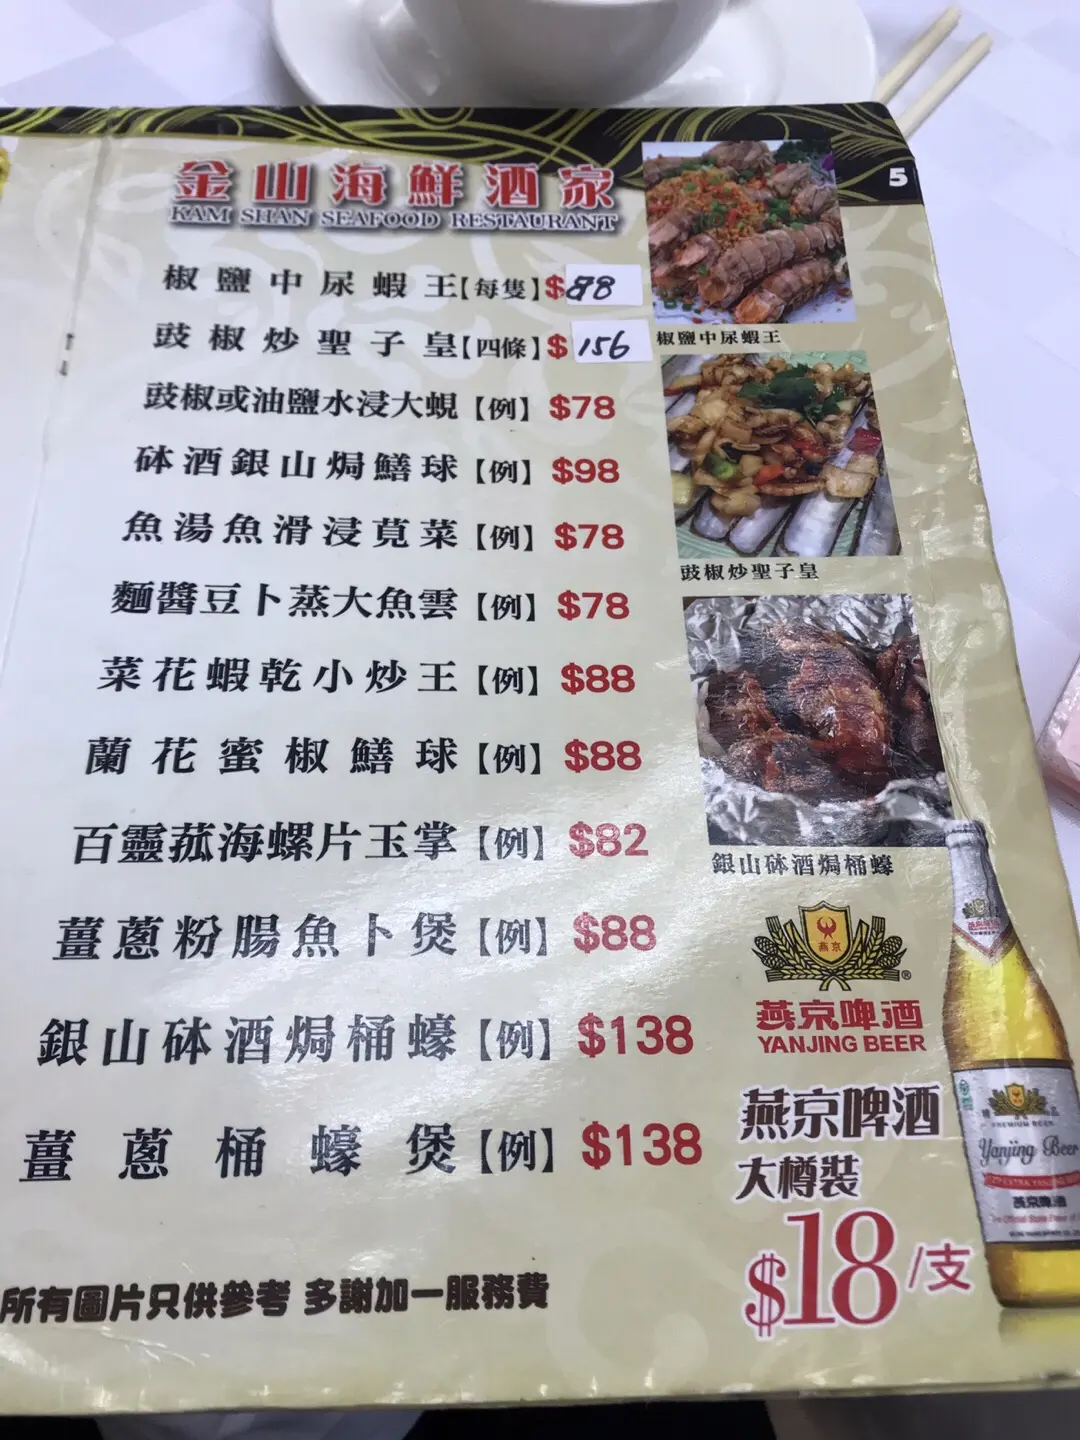 5
金山海鮮酒家
KAM SHAN SEAFOOD RESTAURANT
椒鹽中尿蝦王【每隻】$88
豉椒炒聖子皇【四條】$156
豉椒或油鹽水浸大蜆【例】$78
砵酒銀山焗鱔球【例】$98
魚湯魚滑浸莧菜【例】$78
麵醬豆卜蒸大魚雲【例】$78
菜花蝦乾小炒王【例】$88
蘭花蜜椒鱔球【例】$88
百靈菰海螺片玉掌【例】$82
薑蔥粉腸魚卜煲【例】$88
銀山砵酒焗桶蠔【例】$138
薑蔥桶蠔煲【例】$138
所有圖片只供參考 多謝加一服務費
椒鹽中尿蝦王
豉椒炒聖子皇
銀山砵酒焗桶蠔
燕京
®
燕京啤酒
YANJING BEER
燕京啤酒
大樽裝
$18/支
PREMIUM BEER
Yanjing Beer
燕京啤酒